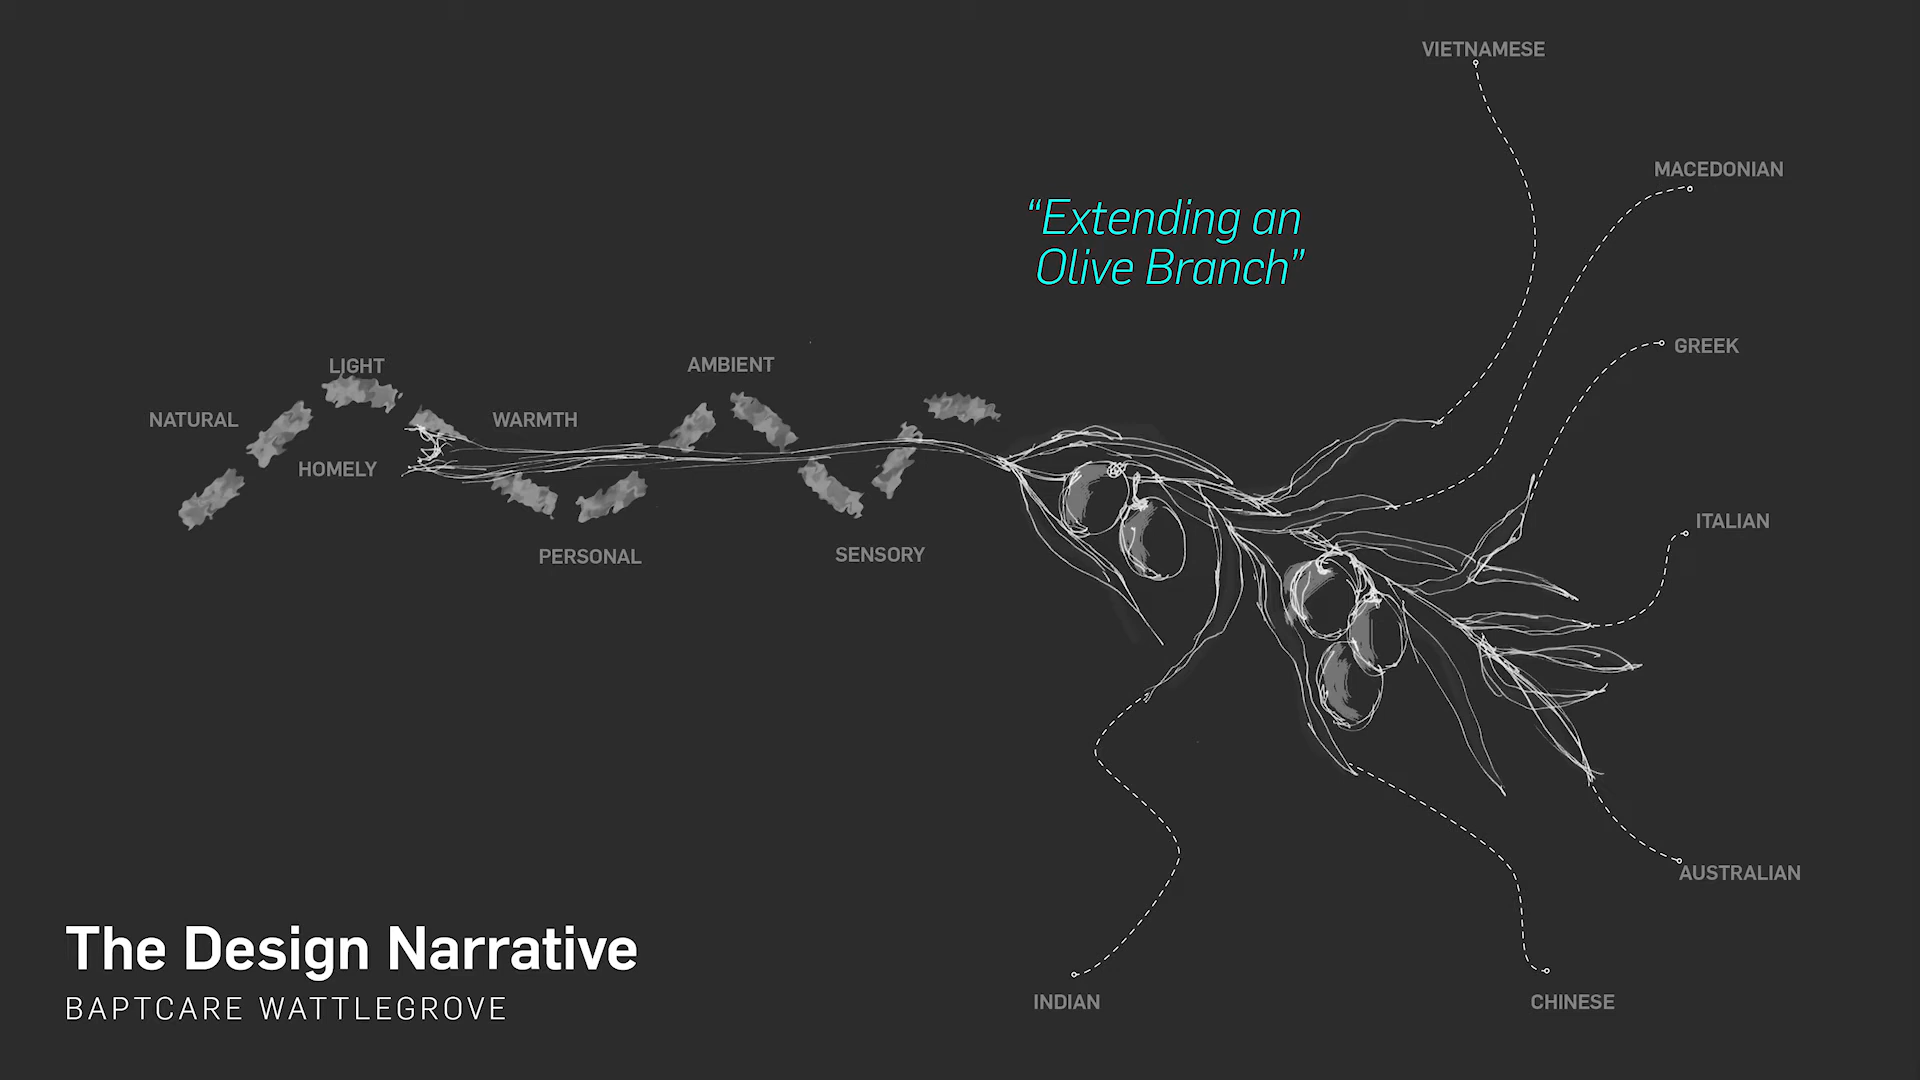 VIETNAMESE
MACEDONIAN
“Extending an
Olive Branch”
GREEK
LIGHT
AMBIENT
NATURAL
WARMTH
HOMELY
ITALIAN
PERSONAL
SENSORY
AUSTRALIAN
The Design Narrative
BAPTCARE WATTLEGROVE
INDIAN
CHINESE